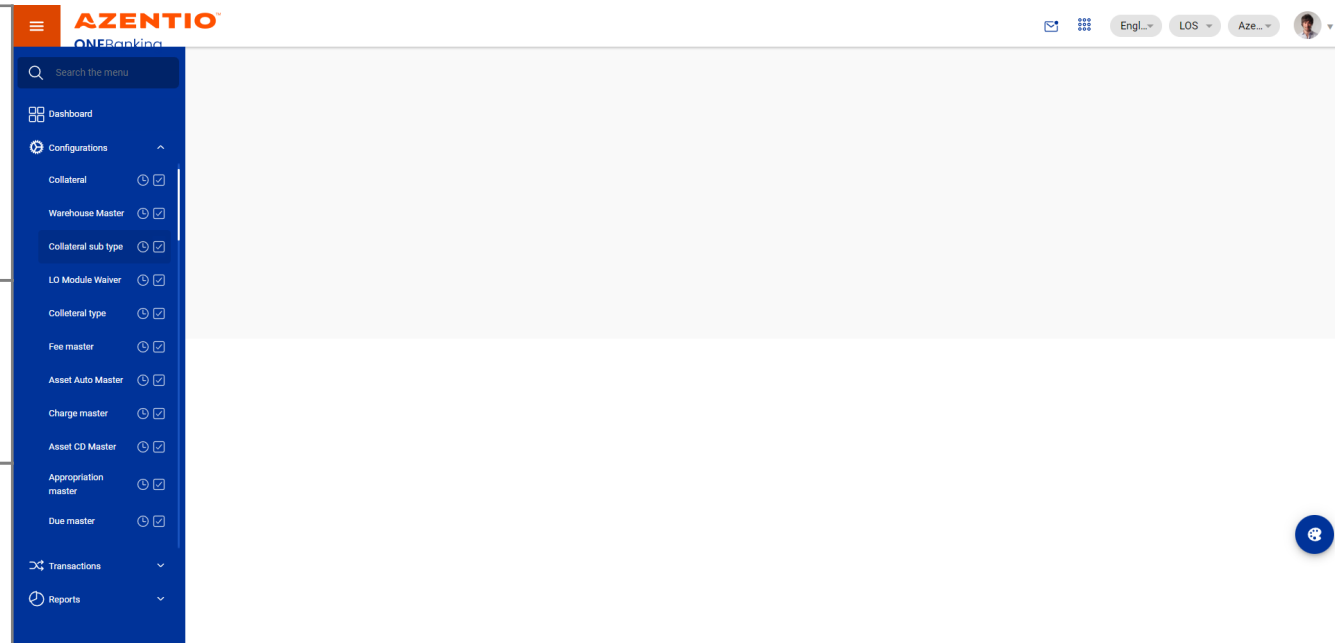 AZENTIO™
ONEBanking
Engl...
LOS
Aze...
Search the menu
Dashboard
Configurations
Collateral
Warehouse Master
Collateral sub type
LO Module Waiver
Colleteral type
Fee master
Asset Auto Master
Charge master
Asset CD Master
Appropriation
master
Due master
Transactions
Reports